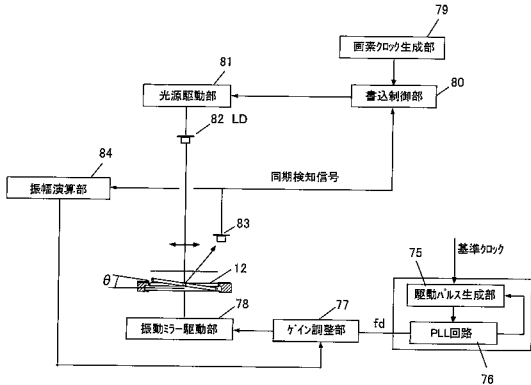 79
画素クロック生成部
81
光源駆動部
書込制御部
80
82 LD
84
振幅演算部
同期検知信号
83
θ
12
78
77
振動ミラー駆動部
ゲイン調整部
fd
基準クロック
75
駆動パルス生成部
PLL回路
76